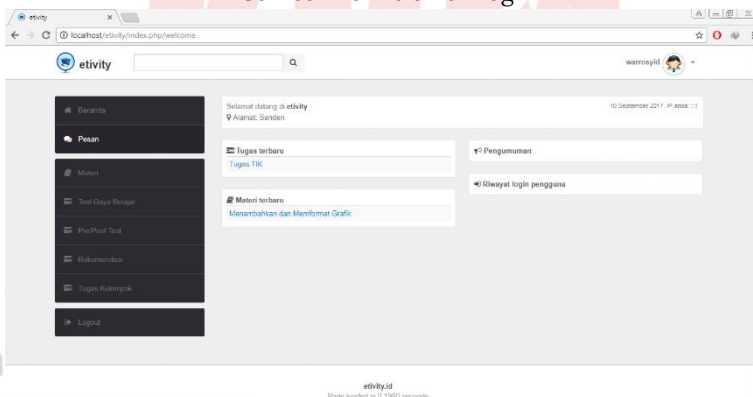 etivity
localhost/etivity/index.php/welcome
etivity
warrosyid
Beranda
Pesan
Materi
Test Gaya Belajar
Pre/Post Test
Rekomendasi
Tugas Kelompok
Logout
Selamat datang di etivity
Alamat: Sanden
10 September 2017, IP anda: ::1
Tugas terbaru
Tugas TIK
Materi terbaru
Menambahkan dan Memformat Grafik
Pengumuman
Riwayat login pengguna
etivity.id
Page loaded in 0.1990 seconds